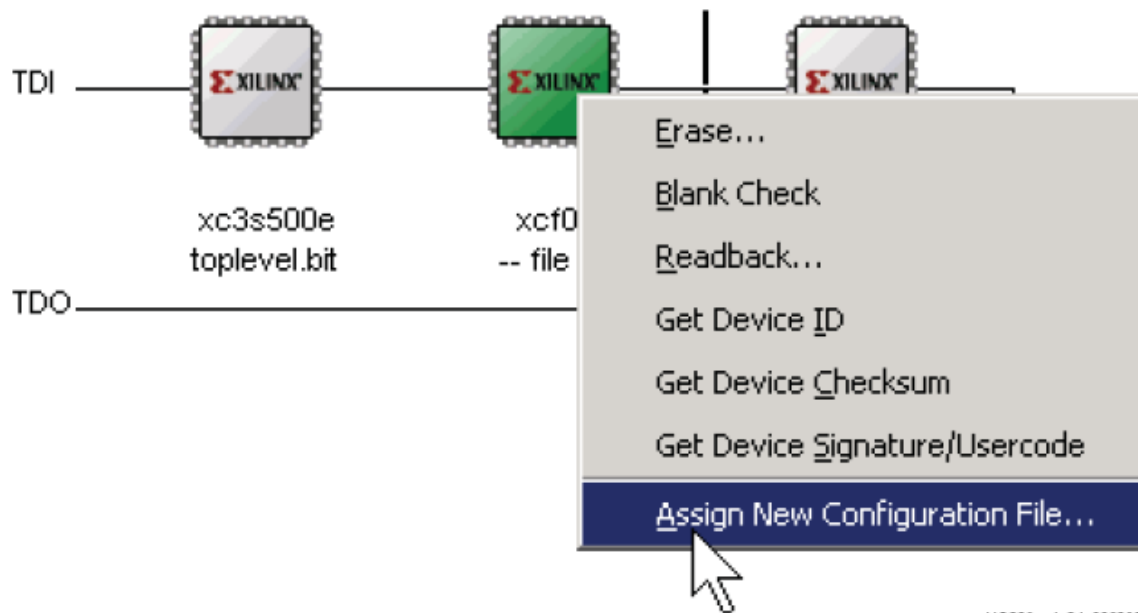 TDI
XILINX
XILINX
XILINX
xc3s500e
toplevel.bit
xcf0
-- file
TDO
Erase...
Blank Check
Readback...
Get Device ID
Get Device Checksum
Get Device Signature/Usercode
Assign New Configuration File...